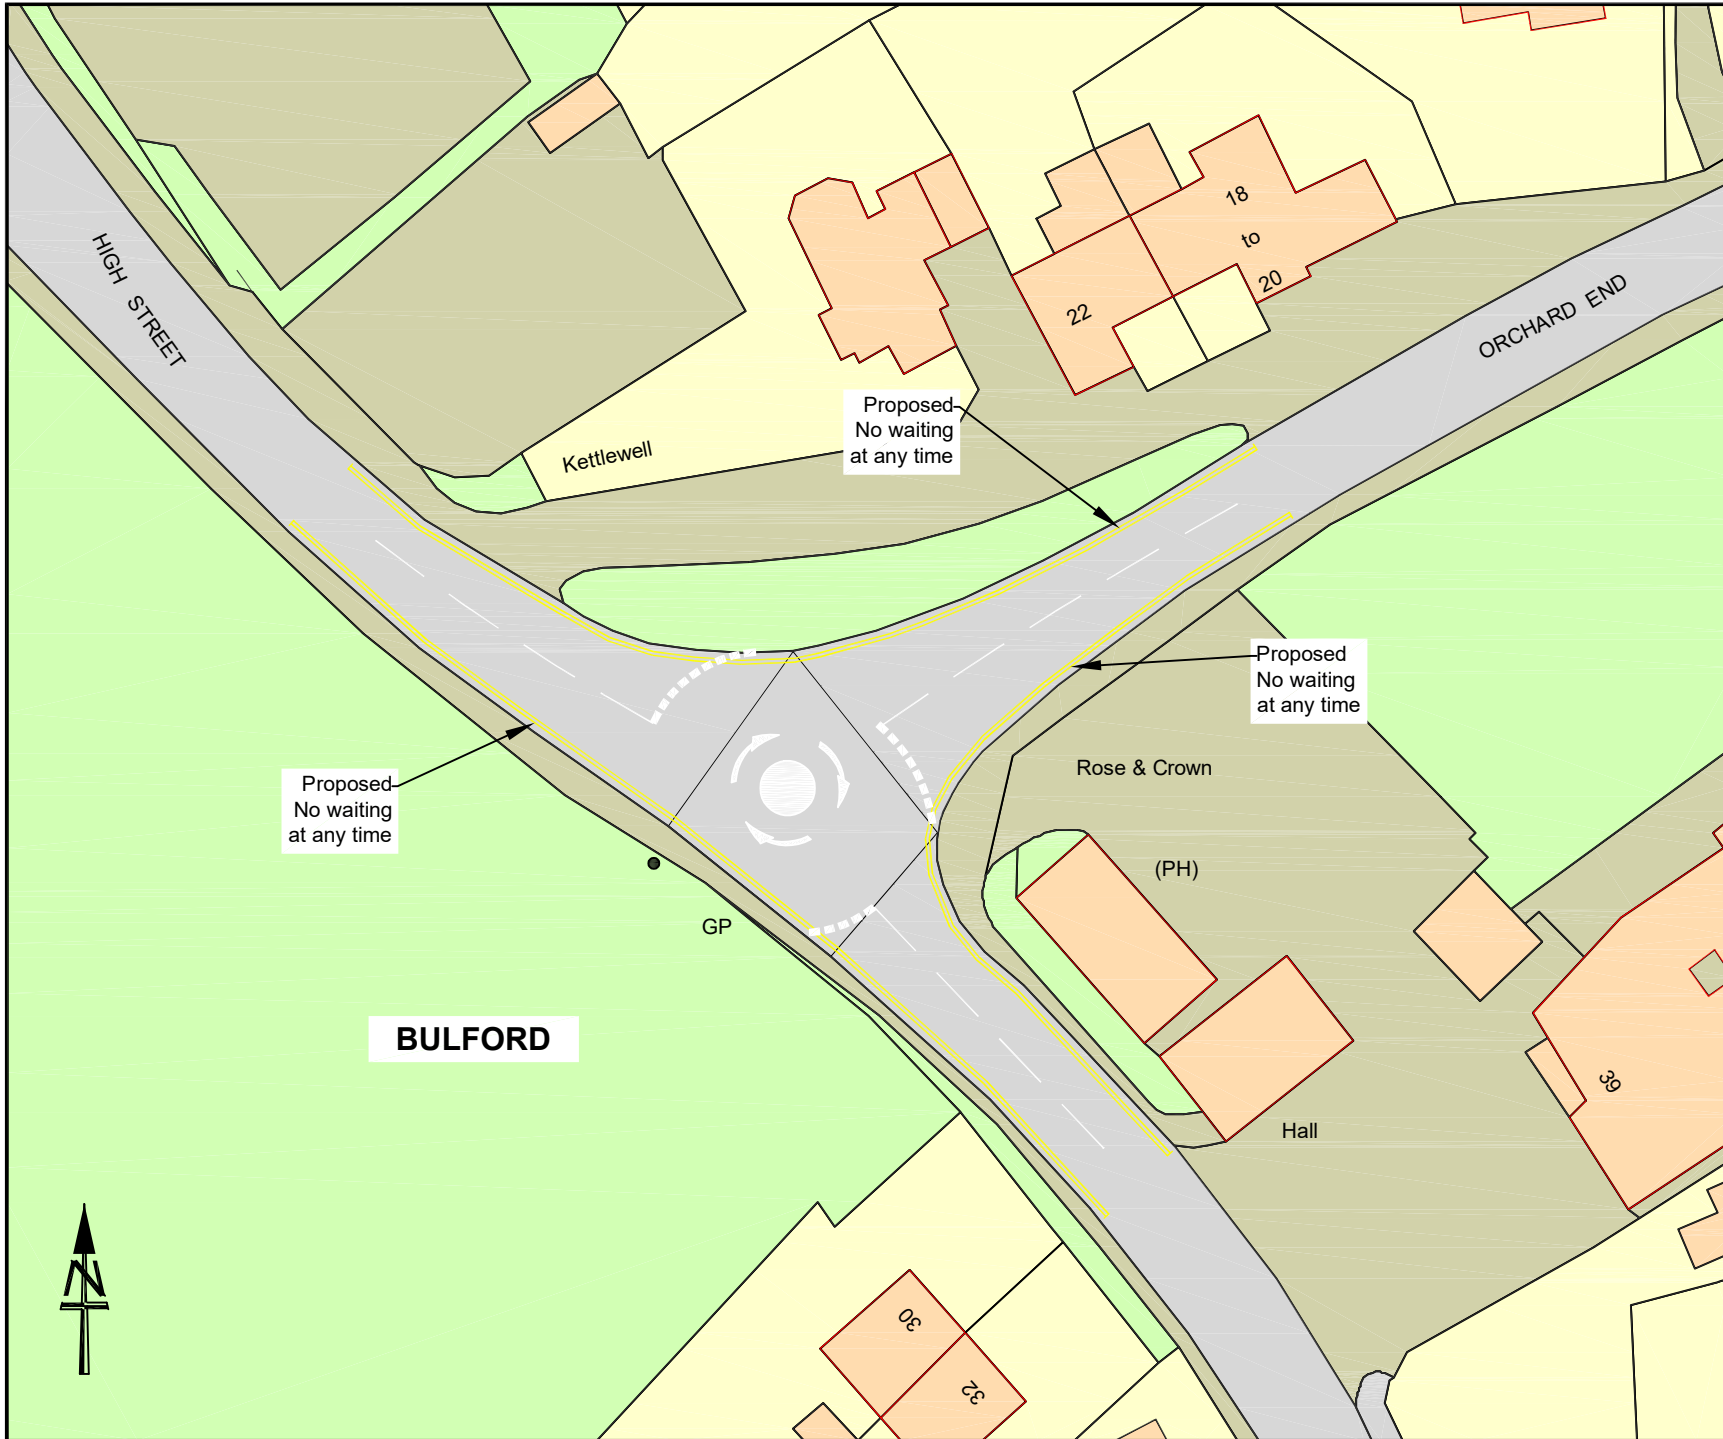 HIGH STREET
18
to
20
22
ORCHARD END
Proposed
No waiting
at any time
Kettlewell
Proposed
No waiting
at any time
Rose & Crown
Proposed
No waiting
at any time
(PH)
GP
BULFORD
39
Hall
N
30
32